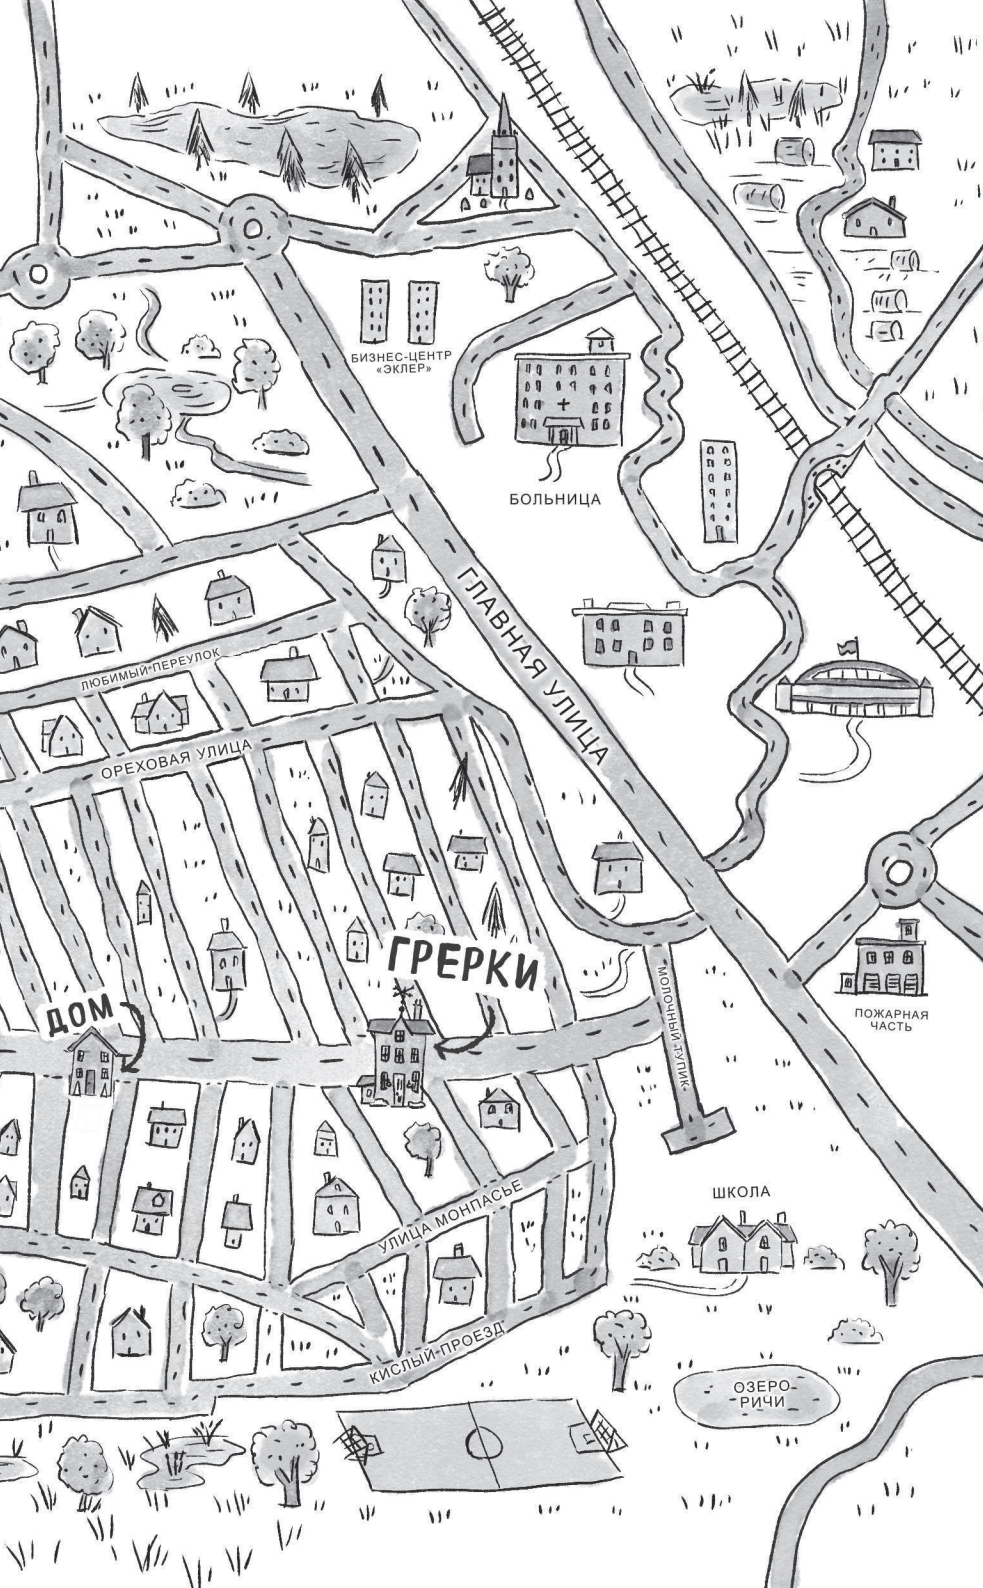 БИЗНЕС-ЦЕНТР
«ЭКЛЕР»
БОЛЬНИЦА
ГЛАВНАЯ УЛИЦА
ЛЮБИМЫЙ ПЕРЕУЛОК
ОРЕХОВАЯ УЛИЦА
ГРЕРКИ
МОЛОЧНЫЙ ТУПИК
ПОЖАРНАЯ
ЧАСТЬ
ДОМ
ШКОЛА
УЛИЦА МОНПАСЬЕ
КИСЛЫЙ ПРОЕЗД
ОЗЕРО
РИЧИ